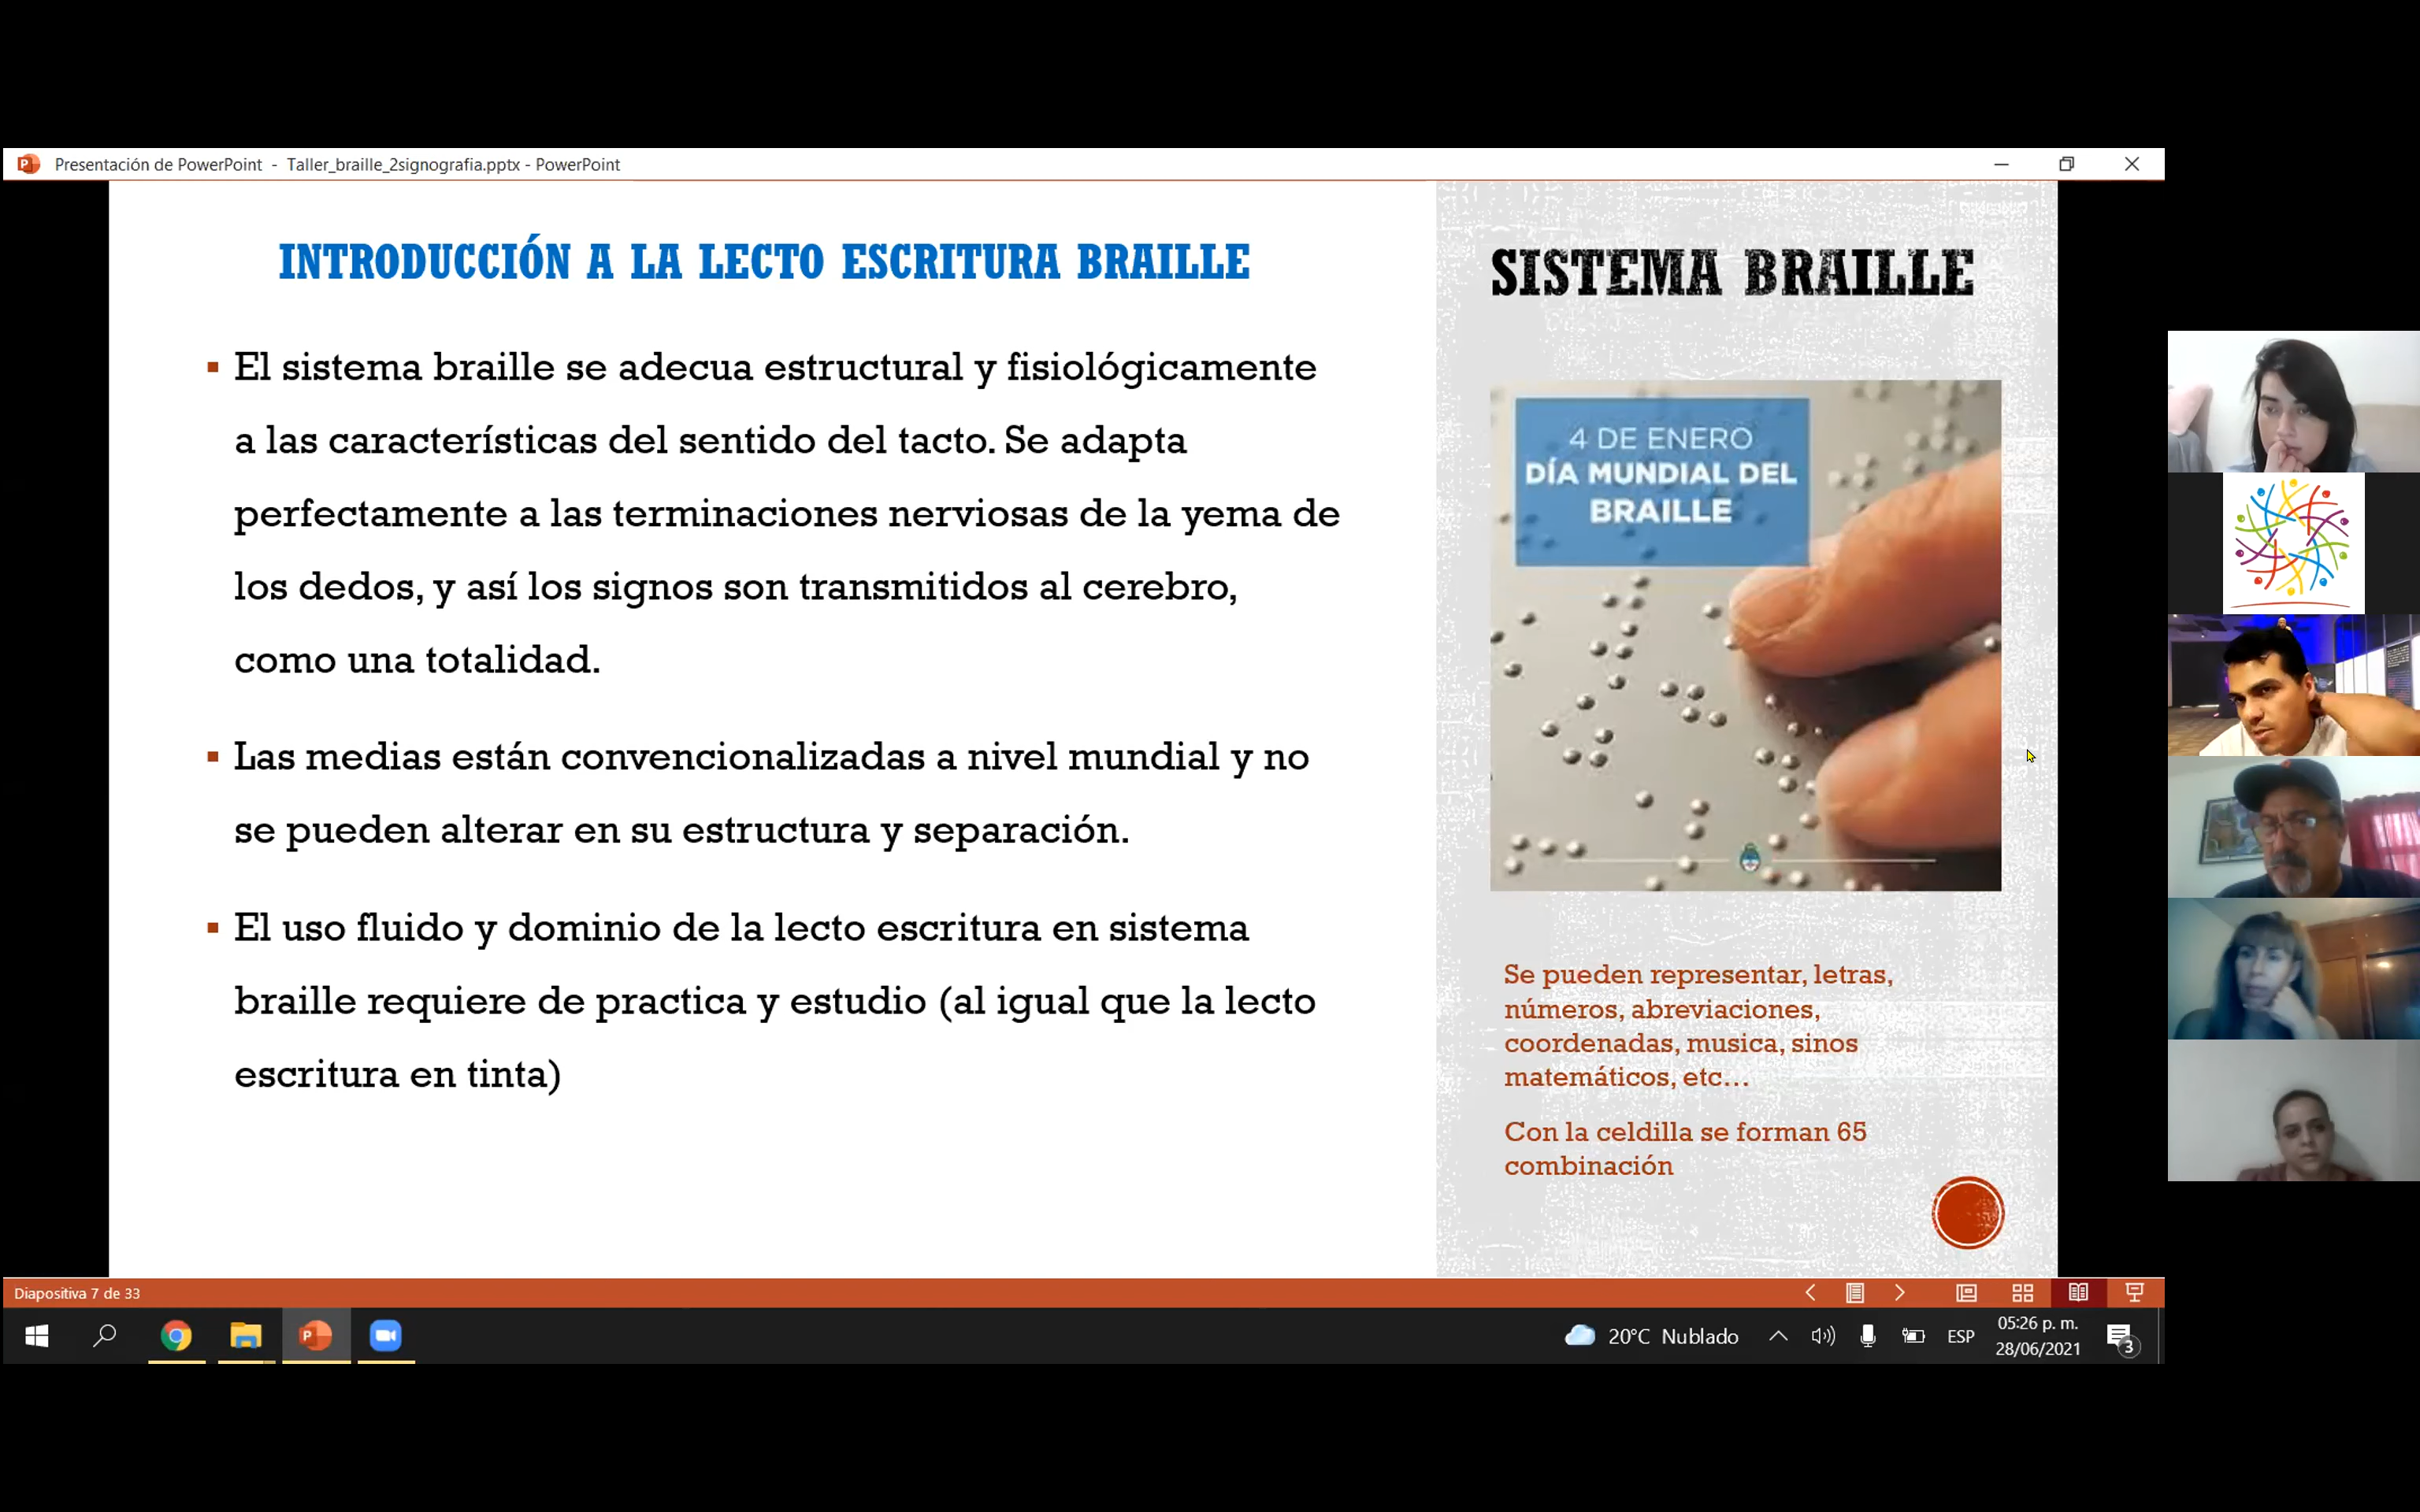 Presentación de PowerPoint - Taller_braille_2signografia.pptx - PowerPoint
INTRODUCCIÓN A LA LECTO ESCRITURA BRAILLE
▪ El sistema braille se adecua estructural y fisiológicamente
a las características del sentido del tacto. Se adapta
perfectamente a las terminaciones nerviosas de la yema de
los dedos, y así los signos son transmitidos al cerebro,
como una totalidad.
▪ Las medias están convencionalizadas a nivel mundial y no
se pueden alterar en su estructura y separación.
▪ El uso fluido y dominio de la lecto escritura en sistema
braille requiere de practica y estudio (al igual que la lecto
escritura en tinta)
SISTEMA BRAILLE
4 DE ENERO
DÍA MUNDIAL DEL
BRAILLE
Se pueden representar, letras,
números, abreviaciones,
coordenadas, musica, sinos
matemáticos, etc...
Con la celdilla se forman 65
combinación
Diapositiva 7 de 33
20°C Nublado
ESP
05:26 p. m.
28/06/2021
3